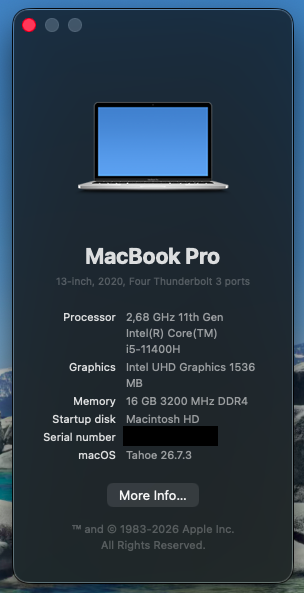 MacBook Pro
13-inch, 2020, Four Thunderbolt 3 ports
Processor 2,68 GHz 11th Gen
Intel(R) Core(TM)
i5-11400H
Graphics Intel UHD Graphics 1536
MB
Memory 16 GB 3200 MHz DDR4
Startup disk Macintosh HD
Serial number
macOS Tahoe 26.7.3
More Info...
™ and © 1983-2026 Apple Inc.
All Rights Reserved.